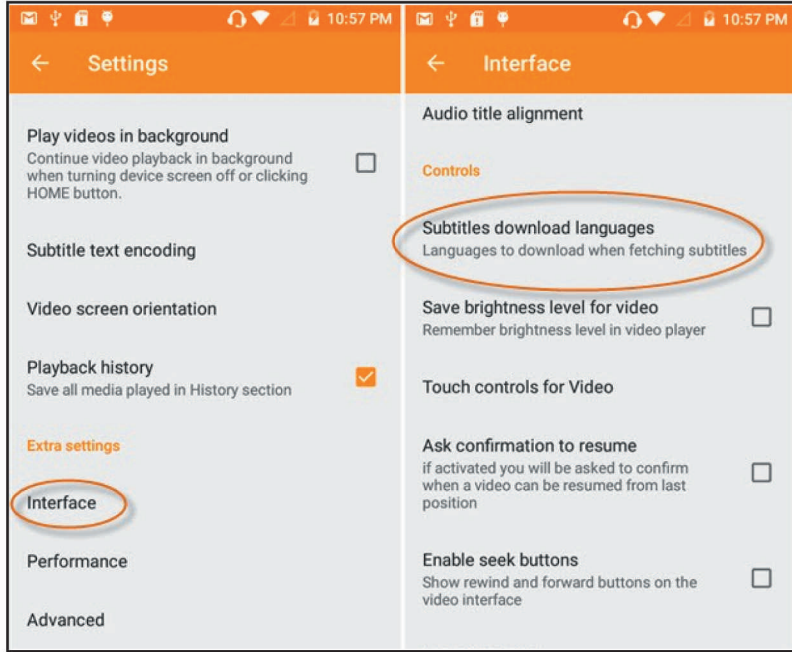 10:57 PM
Settings
Play videos in background
Continue video playback in background
when turning device screen off or clicking
HOME button.
Subtitle text encoding
Video screen orientation
Playback history
Save all media played in History section
Extra settings
Interface
Performance
Advanced
10:57 PM
Interface
Audio title alignment
Controls
Subtitles download languages
Languages to download when fetching subtitles
Save brightness level for video
Remember brightness level in video player
Touch controls for Video
Ask confirmation to resume
if activated you will be asked to confirm
when a video can be resumed from last
position
Enable seek buttons
Show rewind and forward buttons on the
video interface